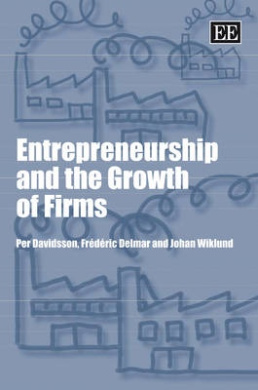 EE
Entrepreneurship
and the Growth
of Firms
Per Davidsson, Frédéric Delmar and Johan Wiklund